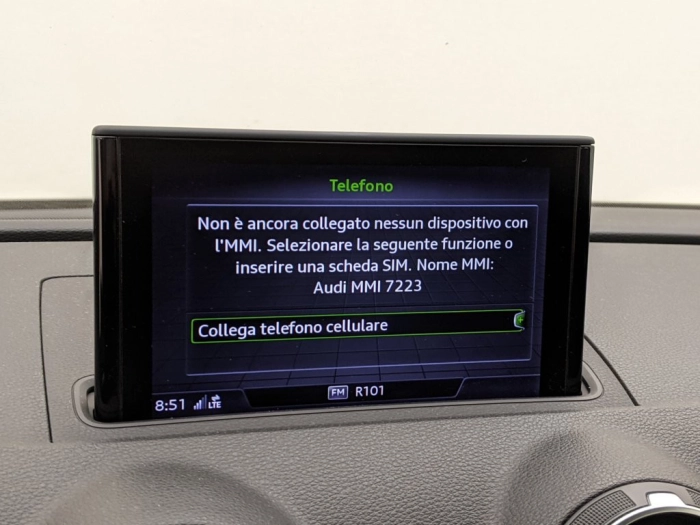 Telefono
Non è ancora collegato nessun dispositivo con
l'MMI. Selezionare la seguente funzione o
inserire una scheda SIM. Nome MMI:
Audi MMI 7223
Collega telefono cellulare
8:51 LTE FM R101